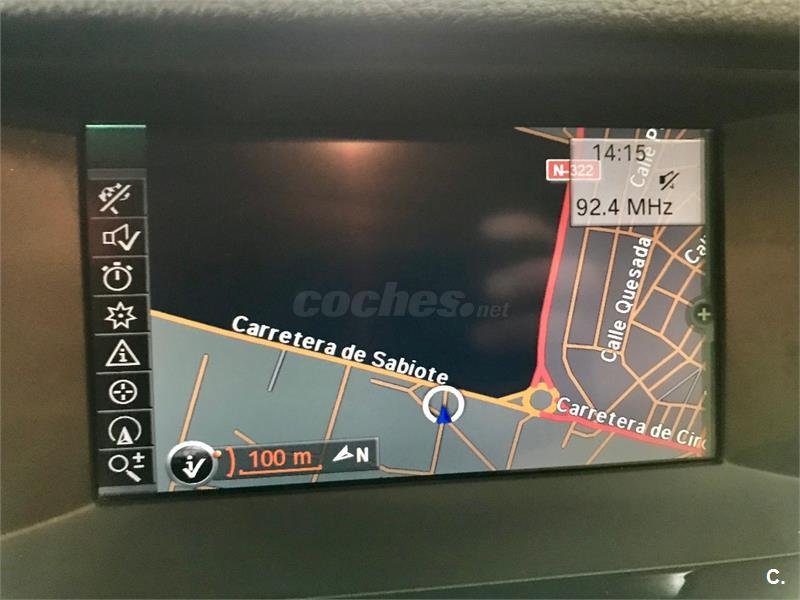 14:15
N-322
92.4 MHz
Calle
Calle Quesada
coches.net
Carretera de Sabiote
Carretera de Circ
100 m
N
C.